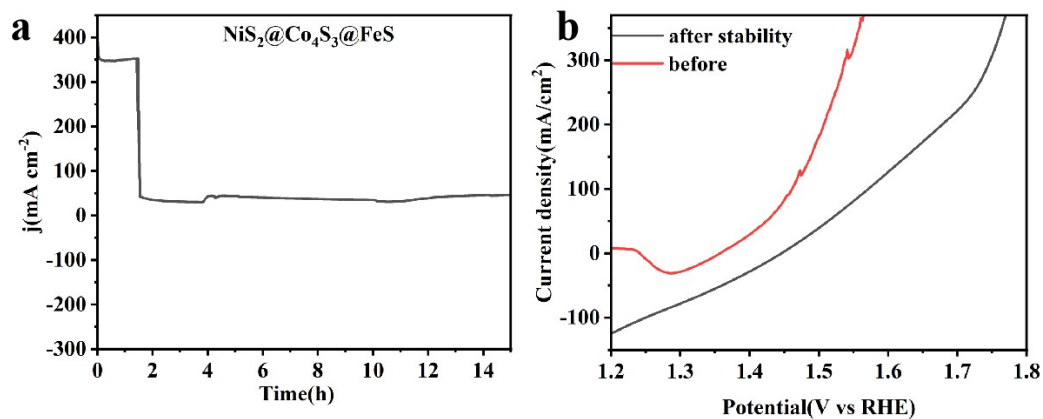 a
NiS₂@Co₄S₃@FeS
400
300
200
100
0
-100
-200
-300
j(mA cm⁻²)
0 2 4 6 8 10 12 14
Time(h)
b
after stability
before
300
200
100
0
-100
Current density(mA/cm²)
1.2 1.3 1.4 1.5 1.6 1.7 1.8
Potential(V vs RHE)